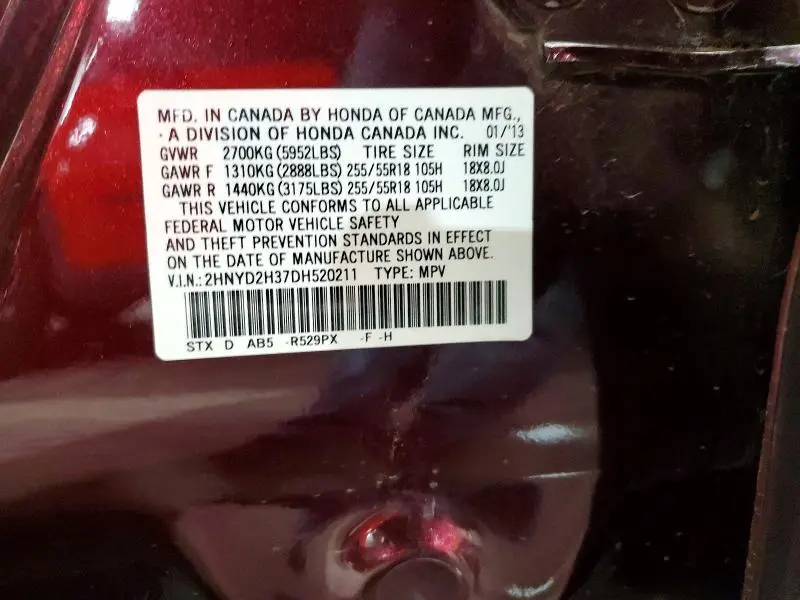 MFD. IN CANADA BY HONDA OF CANADA MFG.,
· A DIVISION OF HONDA CANADA INC. 01/'13
GVWR 2700KG (5952LBS) TIRE SIZE RIM SIZE
GAWR F 1310KG (2888LBS) 255/55R18 105H 18X8.0J
GAWR R 1440KG (3175LBS) 255/55R18 105H 18X8.0J
THIS VEHICLE CONFORMS TO ALL APPLICABLE
FEDERAL MOTOR VEHICLE SAFETY
AND THEFT PREVENTION STANDARDS IN EFFECT
ON THE DATE OF MANUFACTURE SHOWN ABOVE.
V.I.N.:2HNYD2H37DH520211 TYPE: MPV
STX D AB5 -R529PX -F -H